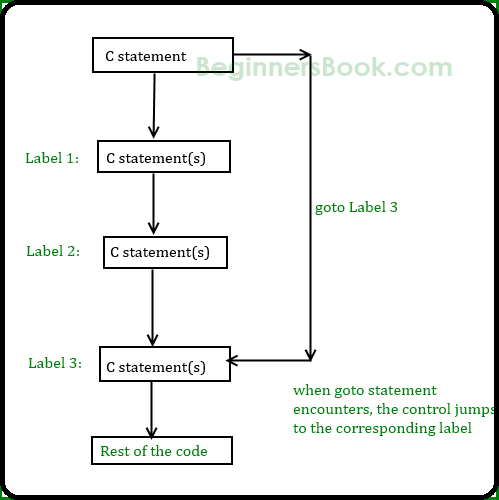 C statement
BeginnersBook.com
Label 1:
C statement(s)
goto Label 3
Label 2:
C statement(s)
Label 3:
C statement(s)
when goto statement
encounters, the control jumps
to the corresponding label
Rest of the code